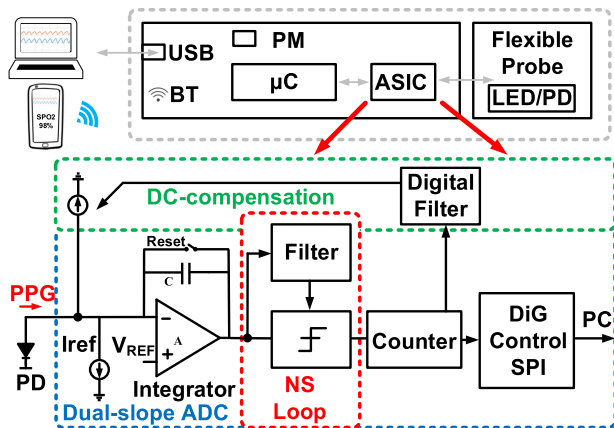 PM
Flexible
Probe
USB
μC
ASIC
LED/PD
BT
SPO2
98%
DC-compensation
Digital
Filter
Reset
C
Filter
PPG
Iref
VREF
A
Counter
DiG
Control
SPI
PC
PD
Integrator
NS
Loop
Dual-slope ADC